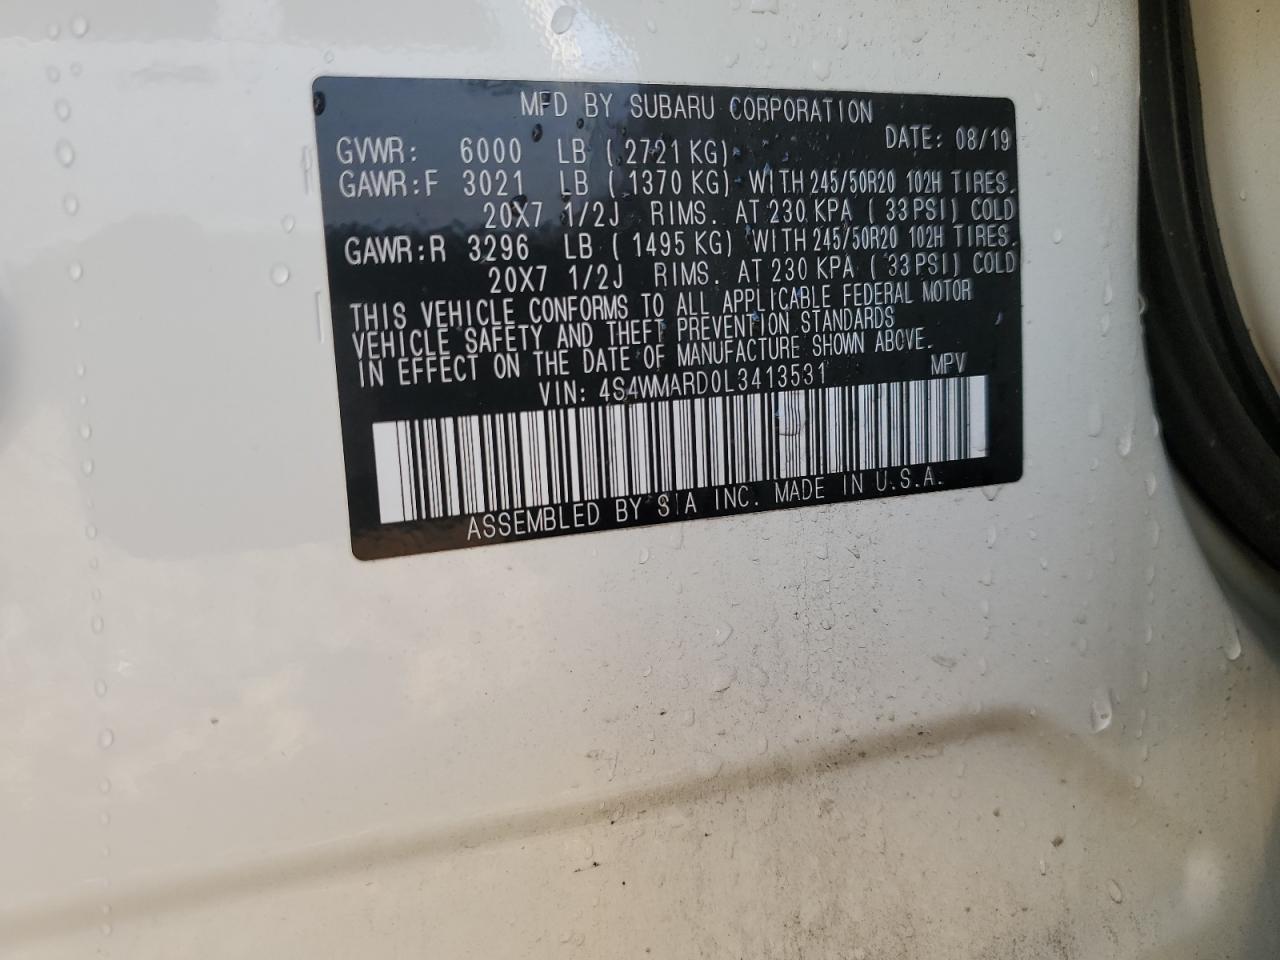 MFD BY SUBARU CORPORATION
DATE: 08/19
GVWR: 6000 LB ( 2721 KG)
GAWR:F 3021 LB ( 1370 KG) WITH 245/50R20 102H TIRES.
20X7 1/2J RIMS. AT 230 KPA ( 33 PSI) COLD
GAWR:R 3296 LB ( 1495 KG) WITH 245/50R20 102H TIRES.
20X7 1/2J RIMS. AT 230 KPA ( 33 PSI) COLD
THIS VEHICLE CONFORMS TO ALL APPLICABLE FEDERAL MOTOR
VEHICLE SAFETY AND THEFT PREVENTION STANDARDS
IN EFFECT ON THE DATE OF MANUFACTURE SHOWN ABOVE.
VIN: 4S4WMARD0L3413531 MPV
ASSEMBLED BY SIA INC. MADE IN U.S.A.